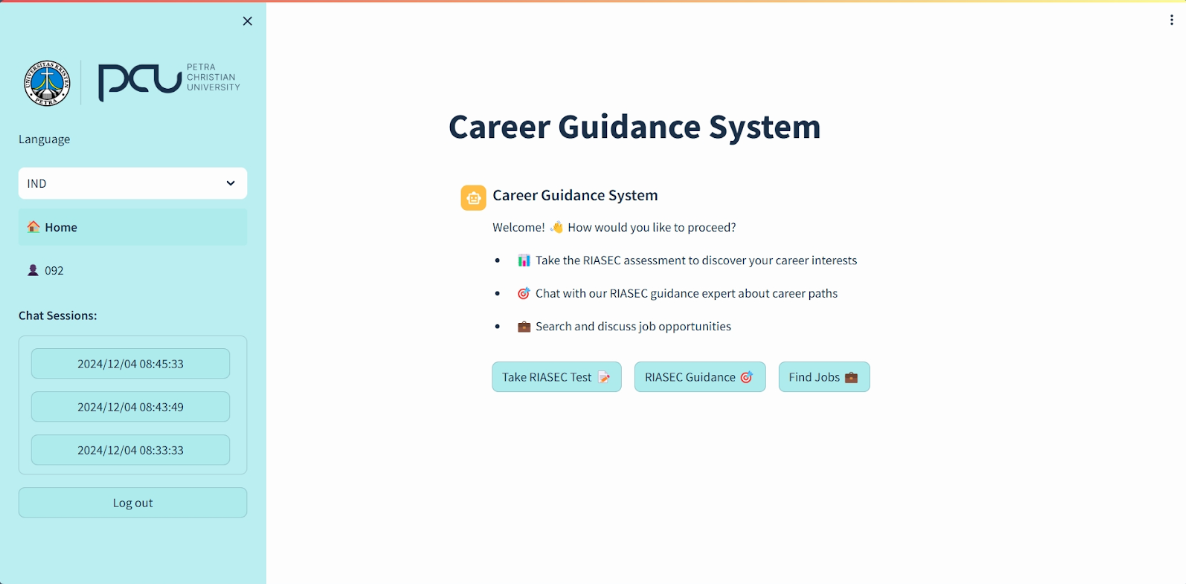 UNIVERSITAS KRISTEN
PETRA
PCU
PETRA
CHRISTIAN
UNIVERSITY
Language
IND
Home
092
Chat Sessions:
2024/12/04 08:45:33
2024/12/04 08:43:49
2024/12/04 08:33:33
Log out
Career Guidance System
Career Guidance System
Welcome! 👋 How would you like to proceed?
• 📊 Take the RIASEC assessment to discover your career interests
• 🎯 Chat with our RIASEC guidance expert about career paths
• 💼 Search and discuss job opportunities
Take RIASEC Test 📝
RIASEC Guidance 🎯
Find Jobs 💼